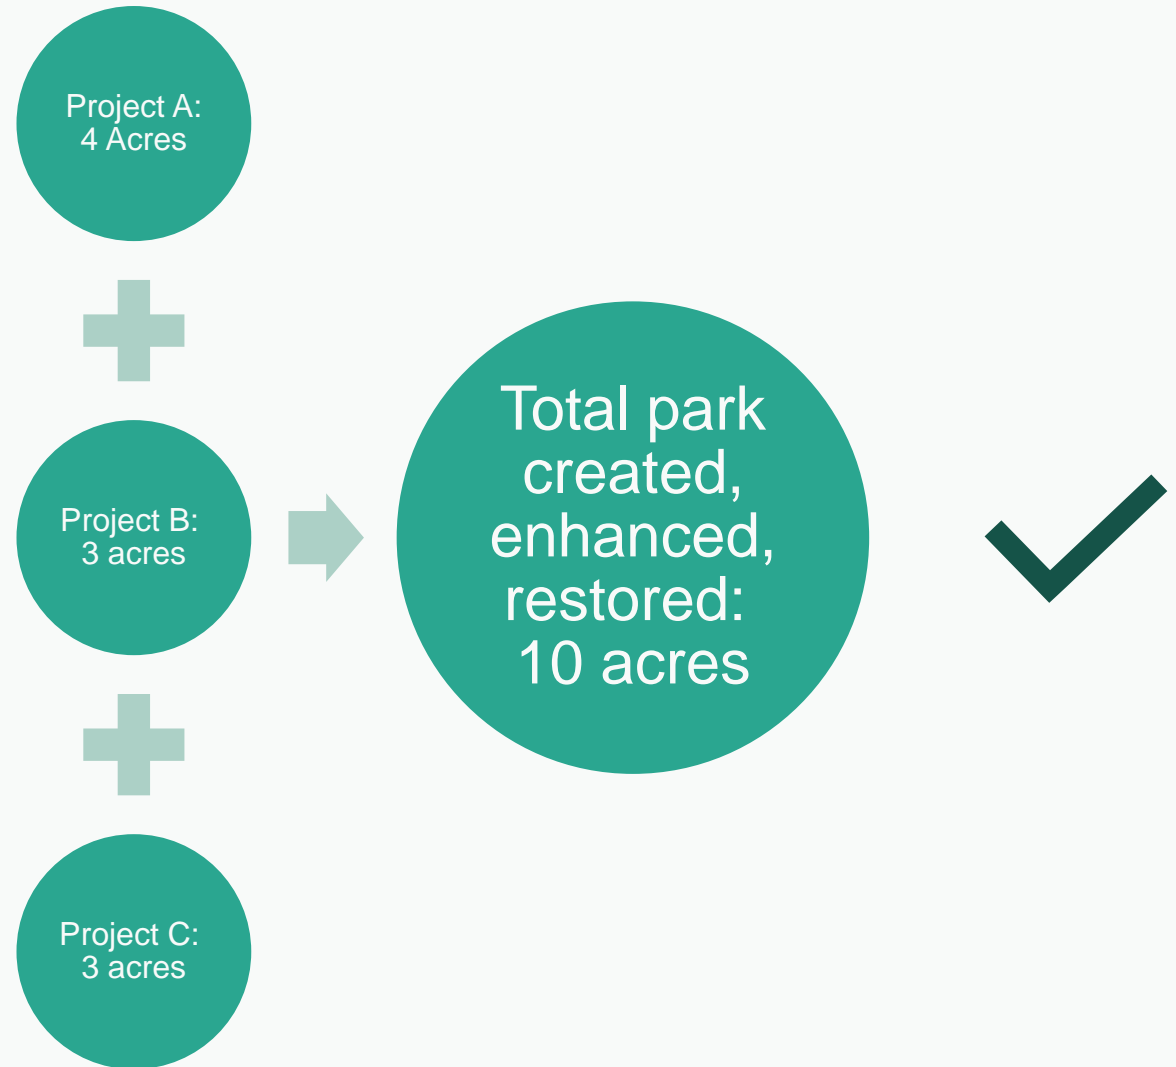 Project A:
4 Acres
Project B:
3 acres
Project C:
3 acres
Total park
created,
enhanced,
restored:
10 acres